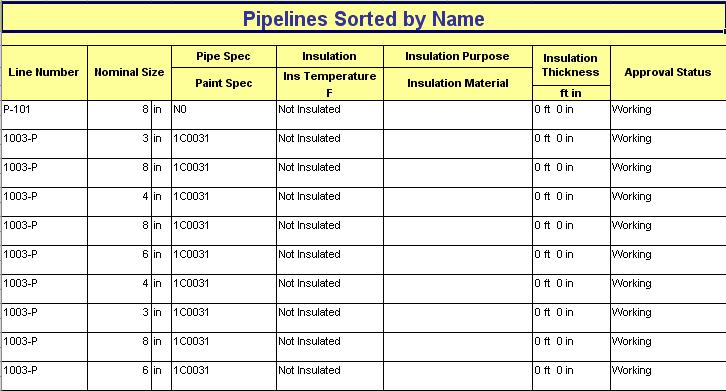 Pipelines Sorted by Name
Line Number Nominal Size Pipe Spec Insulation Insulation Purpose Insulation Thickness Approval Status
Paint Spec Ins Temperature F Insulation Material ft in
P-101 8 in N0 Not Insulated 0 ft 0 in Working
1003-P 3 in 1C0031 Not Insulated 0 ft 0 in Working
1003-P 8 in 1C0031 Not Insulated 0 ft 0 in Working
1003-P 4 in 1C0031 Not Insulated 0 ft 0 in Working
1003-P 8 in 1C0031 Not Insulated 0 ft 0 in Working
1003-P 6 in 1C0031 Not Insulated 0 ft 0 in Working
1003-P 4 in 1C0031 Not Insulated 0 ft 0 in Working
1003-P 3 in 1C0031 Not Insulated 0 ft 0 in Working
1003-P 8 in 1C0031 Not Insulated 0 ft 0 in Working
1003-P 6 in 1C0031 Not Insulated 0 ft 0 in Working